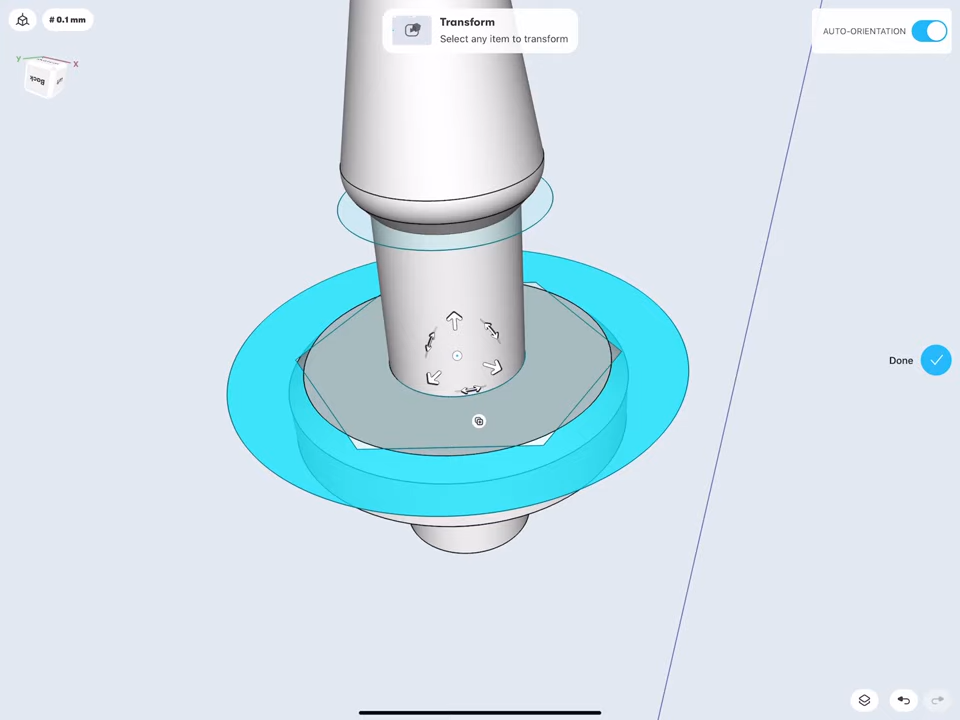 # 0.1 mm
Transform
Select any item to transform
AUTO-ORIENTATION
Y
X
Back
Done